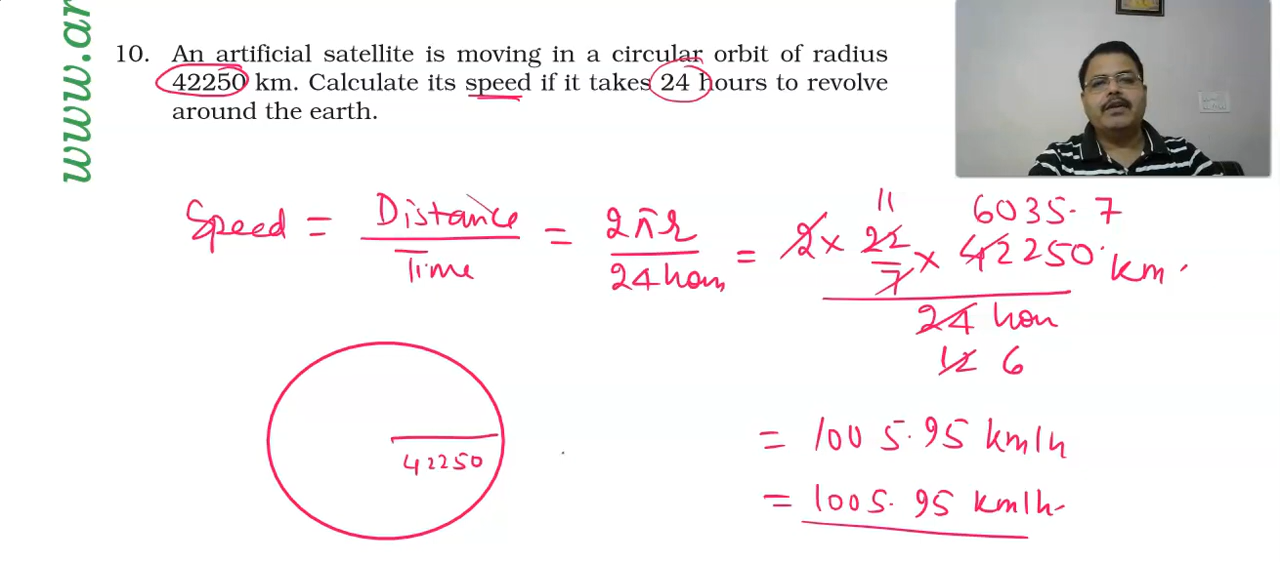 www.ar
10. An artificial satellite is moving in a circular orbit of radius
42250 km. Calculate its speed if it takes 24 hours to revolve
around the earth.
Speed = Distance / Time = 2πr / 24 hour = 2 × 22/7 × 42250 km. / 24 hou
11 6035.7
12 6
= 1005.95 km/h
= 1005.95 km/h.
42250